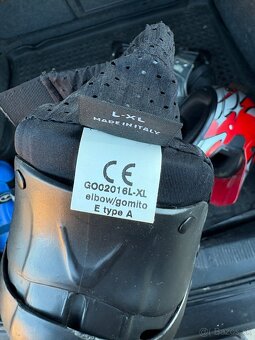 L-XL
MADE IN ITALY
CE
GO02016L-XL
elbow/gomito
E type A